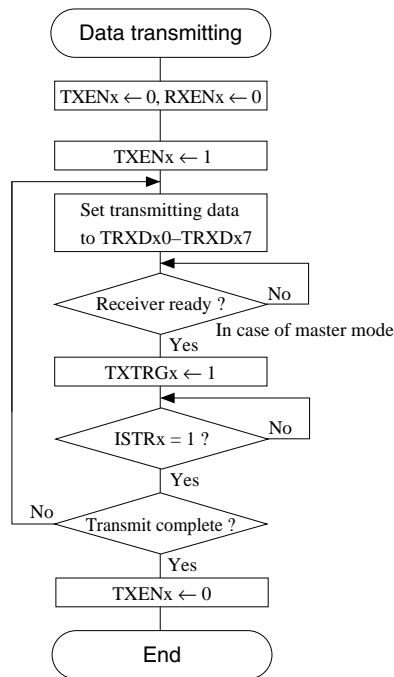 Data transmitting
TXENx ← 0, RXENx ← 0
TXENx ← 1
Set transmitting data
to TRXDx0–TRXDx7
Receiver ready ?
No
In case of master mode
Yes
TXTRGx ← 1
ISTRx = 1 ?
No
Yes
No
Transmit complete ?
Yes
TXENx ← 0
End